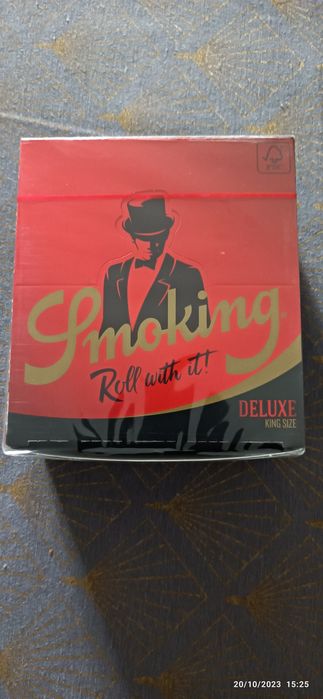 Smoking
Roll with it!
DELUXE
KING SIZE
20/10/2023 15:25